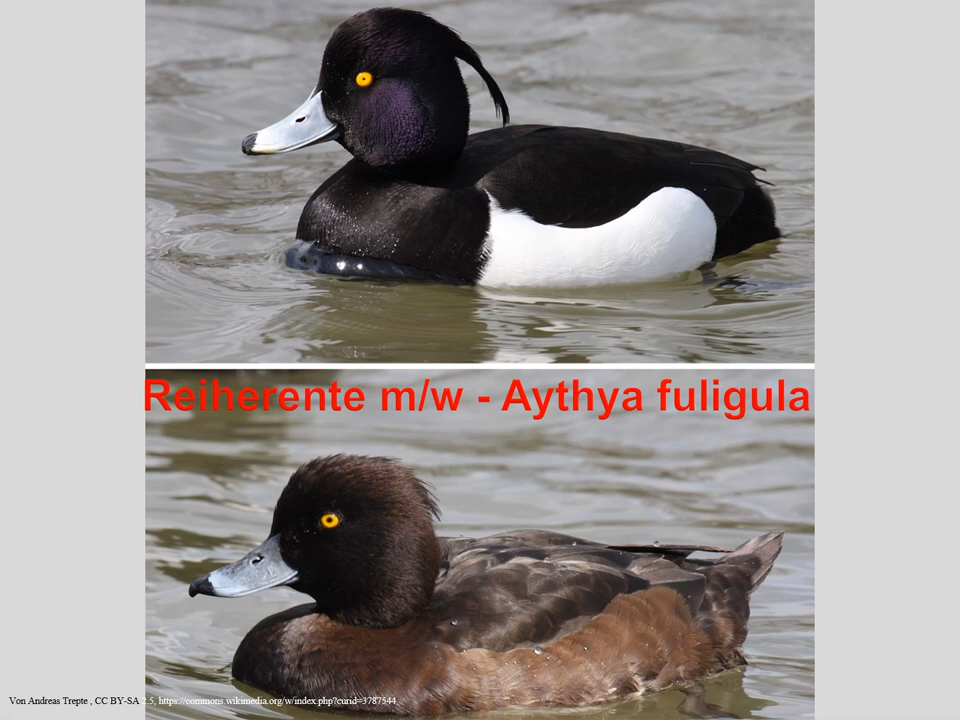 Reiherente m/w - Aythya fuligula
Von Andreas Trepte , CC BY-SA 2.5, https://commons.wikimedia.org/w/index.php?curid=3787544